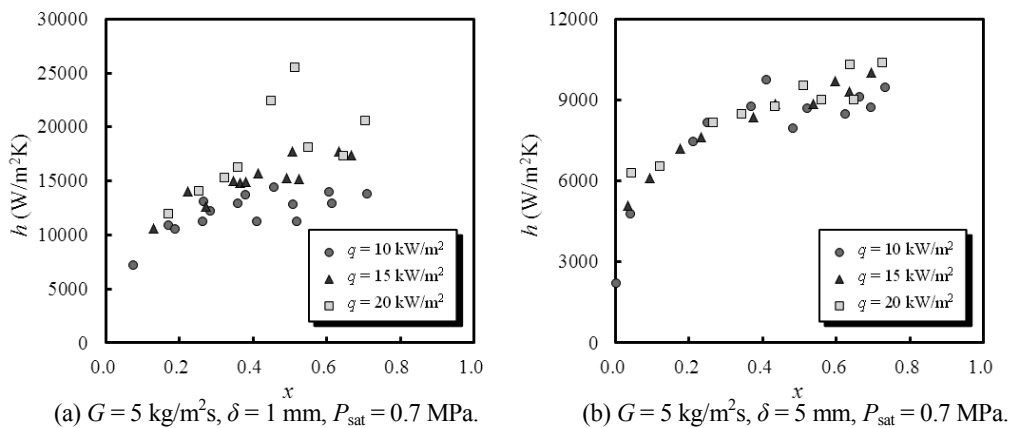 30000
25000
20000
15000
10000
5000
0
h (W/m²K)
q = 10 kW/m²
q = 15 kW/m²
q = 20 kW/m²
0.0 0.2 0.4 0.6 0.8 1.0
x
(a) G = 5 kg/m²s, δ = 1 mm, P_sat = 0.7 MPa.
12000
9000
6000
3000
0
h (W/m²K)
q = 10 kW/m²
q = 15 kW/m²
q = 20 kW/m²
0.0 0.2 0.4 0.6 0.8 1.0
x
(b) G = 5 kg/m²s, δ = 5 mm, P_sat = 0.7 MPa.